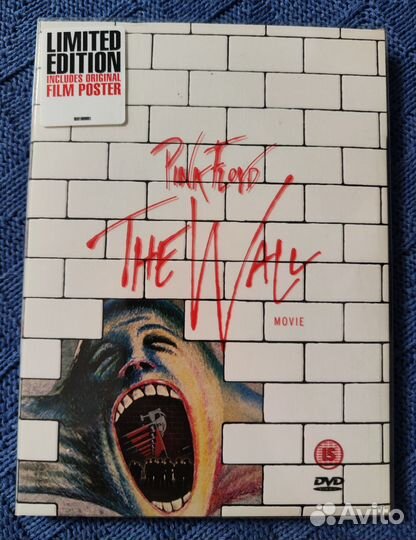 LIMITED
EDITION
INCLUDES ORIGINAL
FILM POSTER
PINK FLOYD
THE WALL
MOVIE
15
DVD
Avito